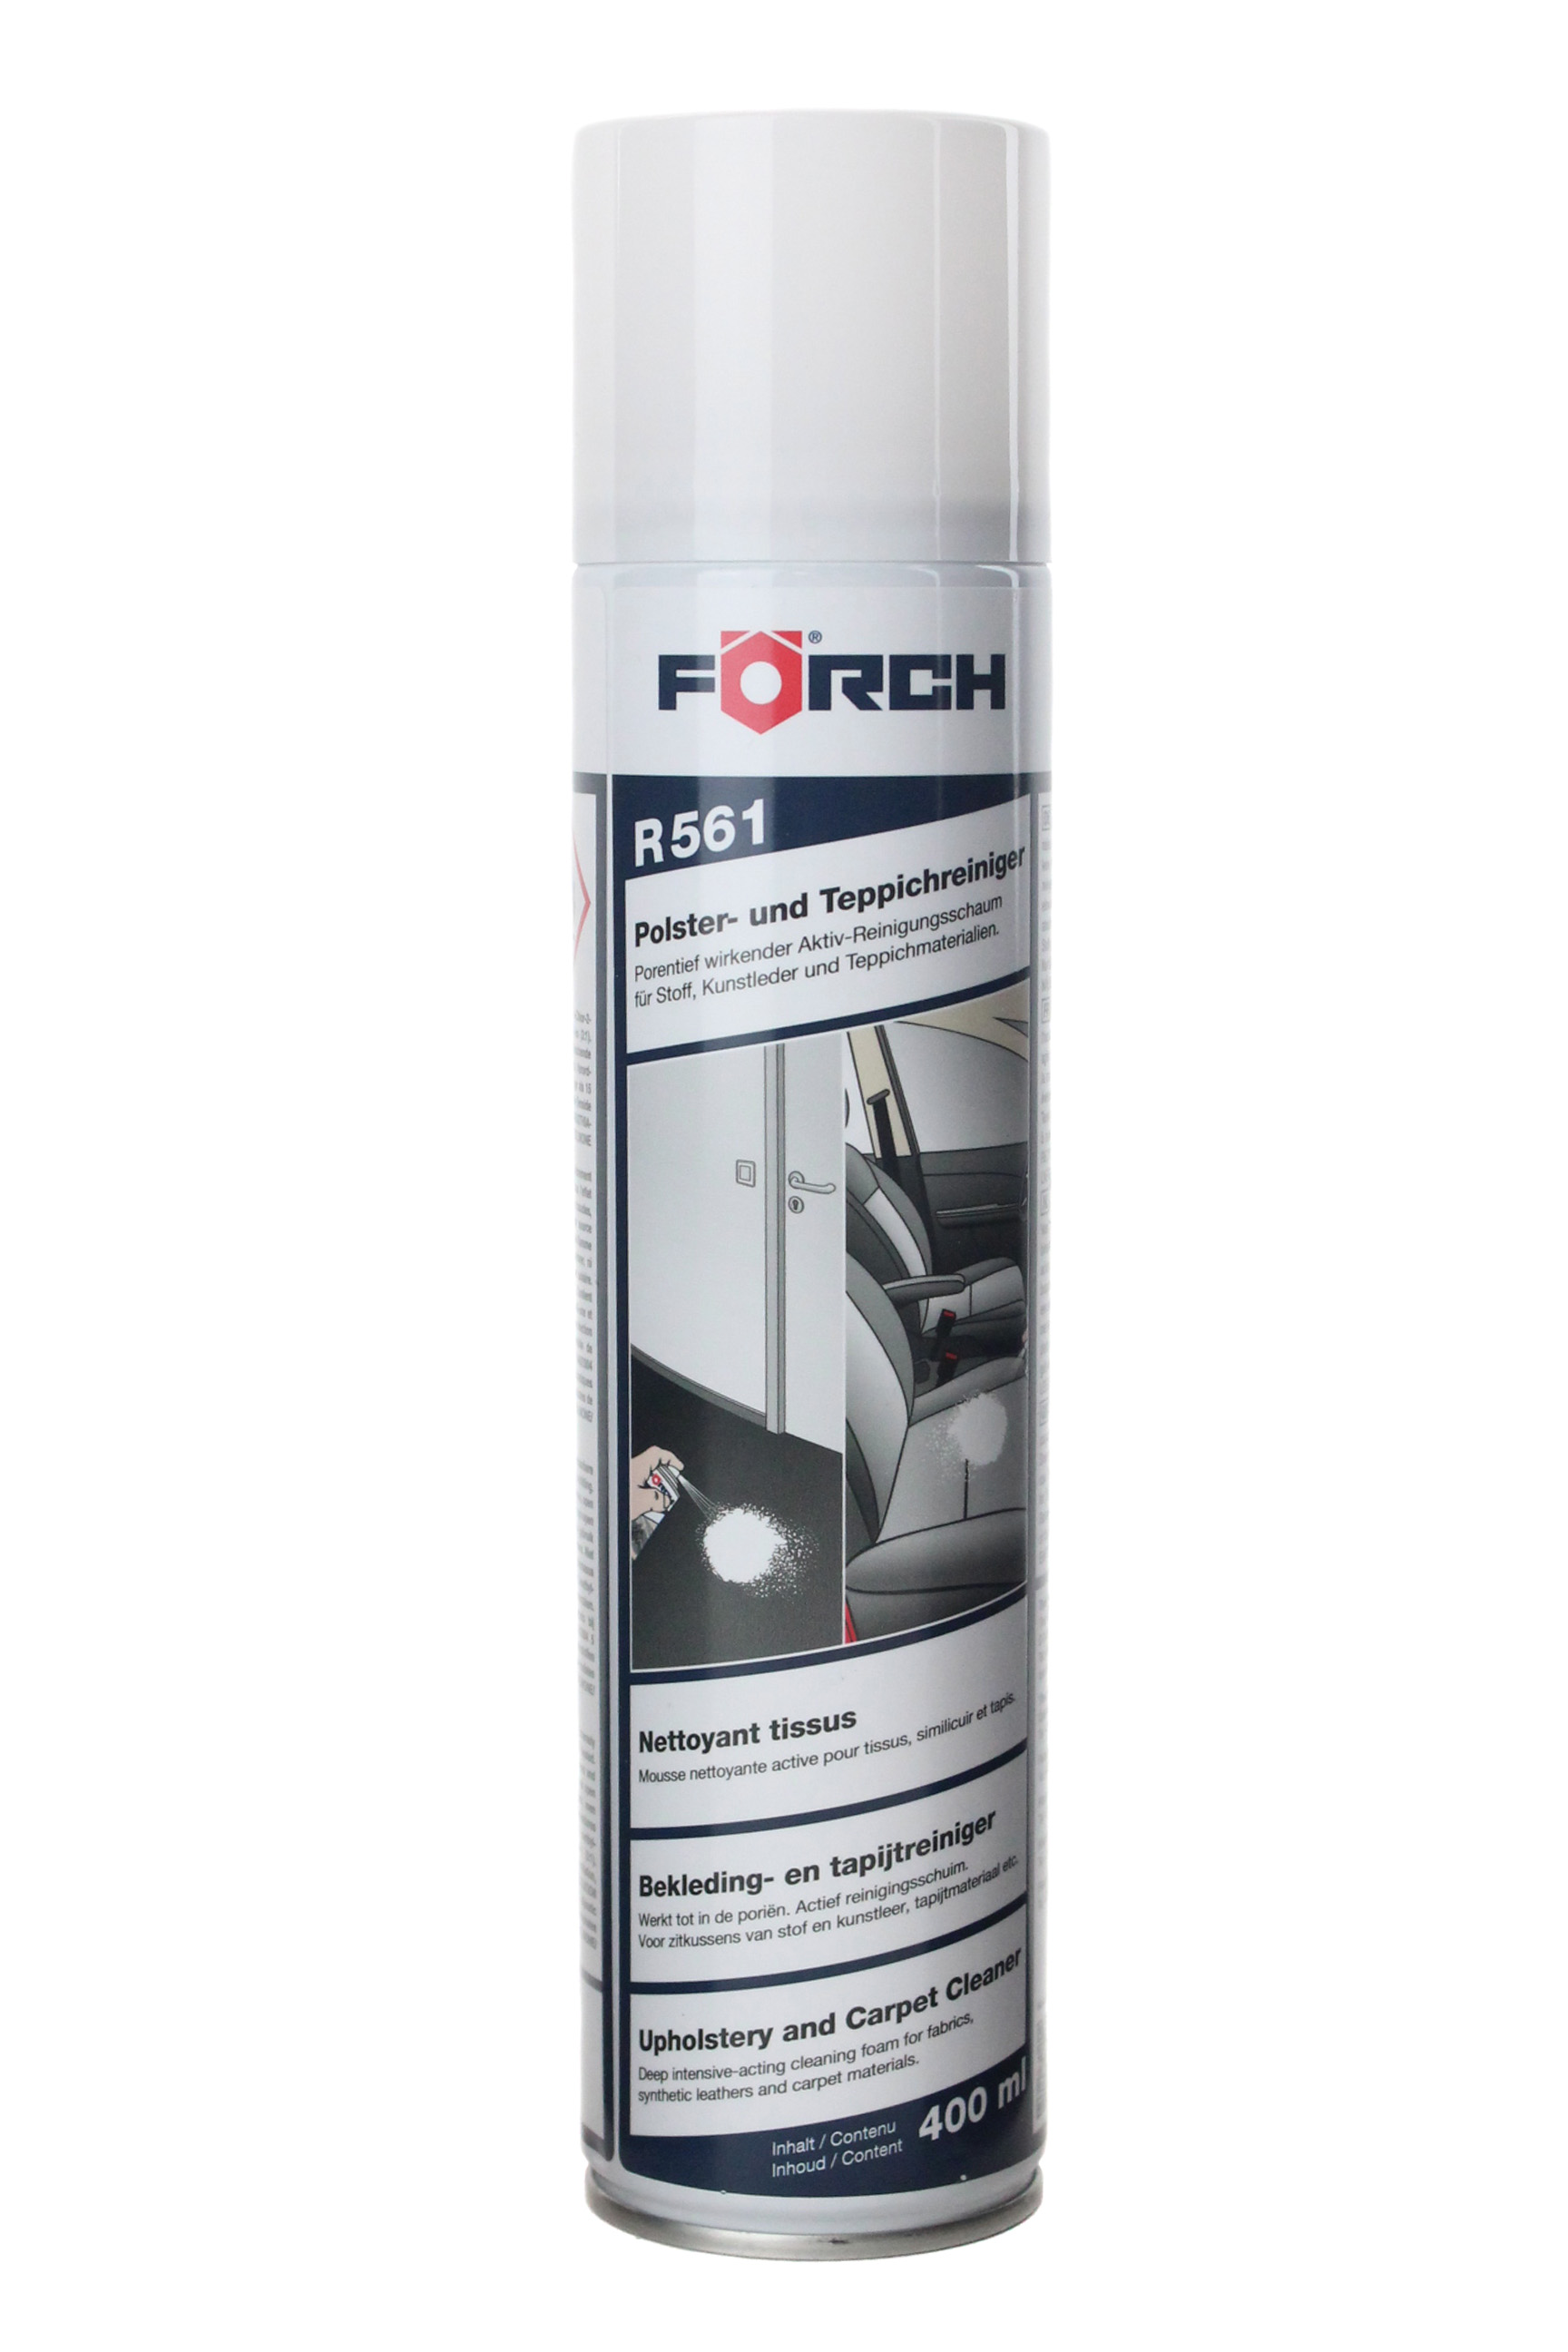 FÖRCH®
R561
Polster- und Teppichreiniger
Porentief wirkender Aktiv-Reinigungsschaum
für Stoff, Kunstleder und Teppichmaterialien.
Nettoyant tissus
Mousse nettoyante active pour tissus, similicuir et tapis.
Bekleding- en tapijtreiniger
Werkt tot in de poriën. Actief reinigingsschuim.
Voor zitkussens van stof en kunstleer, tapijtmateriaal etc.
Upholstery and Carpet Cleaner
Deep intensive-acting cleaning foam for fabrics,
synthetic leathers and carpet materials.
Inhalt / Contenu
Inhoud / Content
400 ml